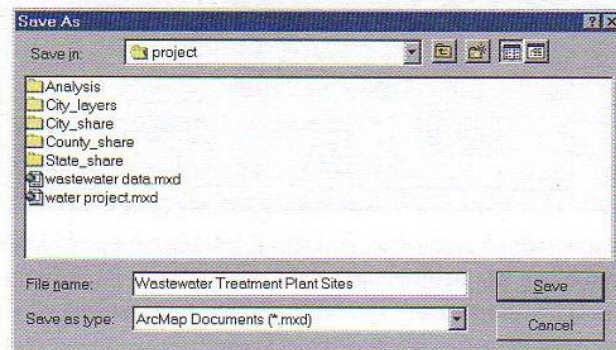 Save As
Save in: project
Analysis
City_layers
City_share
County_share
State_share
wastewater data.mxd
water project.mxd
File name: Wastewater Treatment Plant Sites Save
Save as type: ArcMap Documents (*.mxd) Cancel